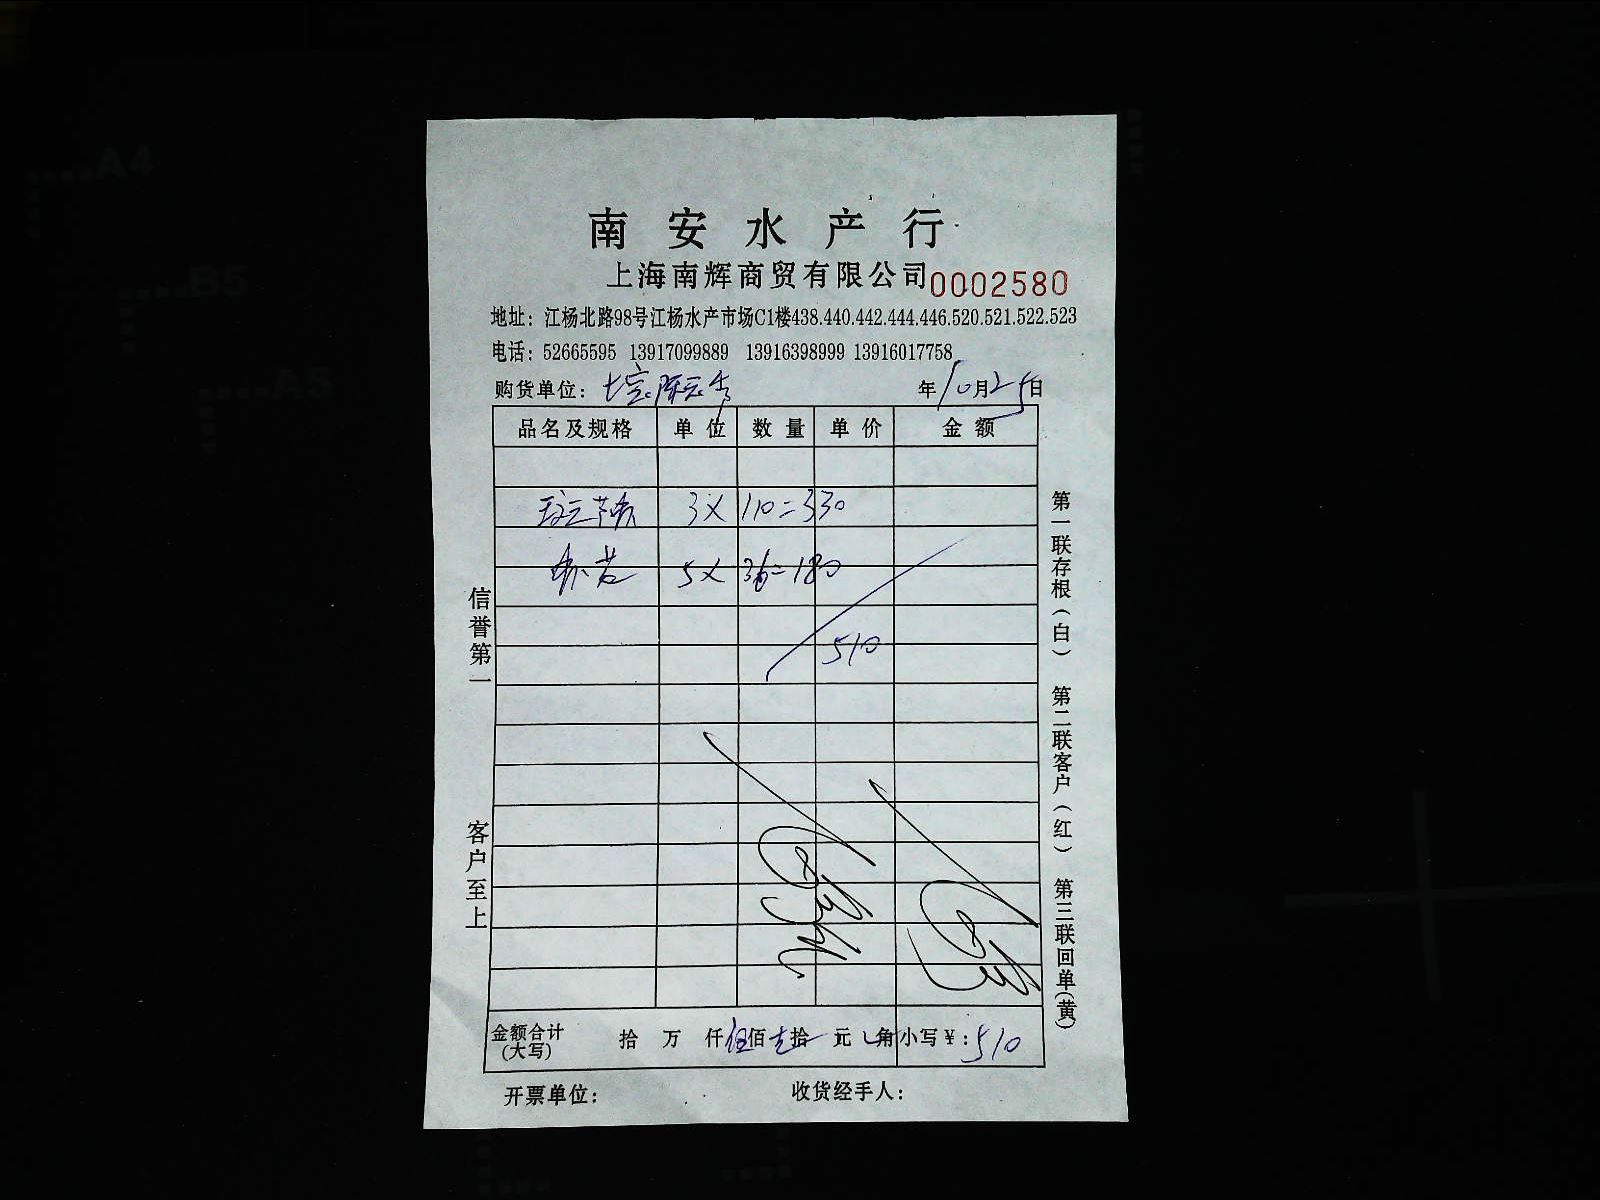 A4
B5
A5
南安水产行
上海南辉商贸有限公司 0002580
地址：江杨北路98号江杨水产市场C1楼438.440.442.444.446.520.521.522.523
电话：52665595 13917099889 13916398999 13916017758
购货单位： 年10月25日
品名及规格 单位 数量 单价 金额
3×110=330
5×36=180
510
信誉第一
客户至上
第一联存根（白） 第二联客户（红） 第三联回单（黄）
金额合计（大写） 拾 万 仟伍佰壹拾 元 角 小写¥：510
开票单位： 收货经手人：